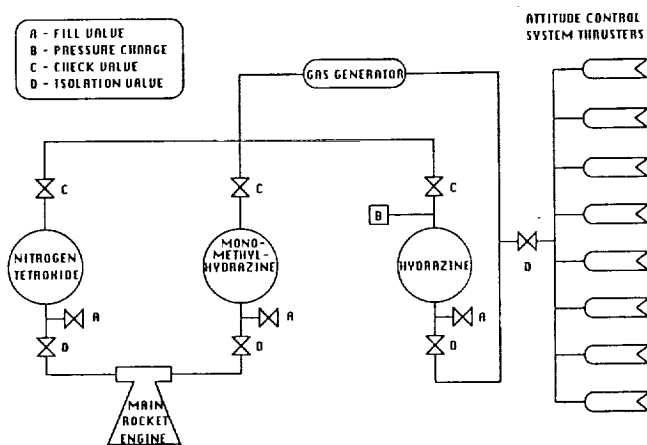 A - FILL VALVE
B - PRESSURE CHARGE
C - CHECK VALVE
D - ISOLATION VALVE
ATTITUDE CONTROL
SYSTEM THRUSTERS
GAS GENERATOR
C
C
C
B
NITROGEN
TETROXIDE
MONO-
METHYL-
HYDRAZINE
HYDRAZINE
D
A
A
A
D
D
D
MAIN
ROCKET
ENGINE